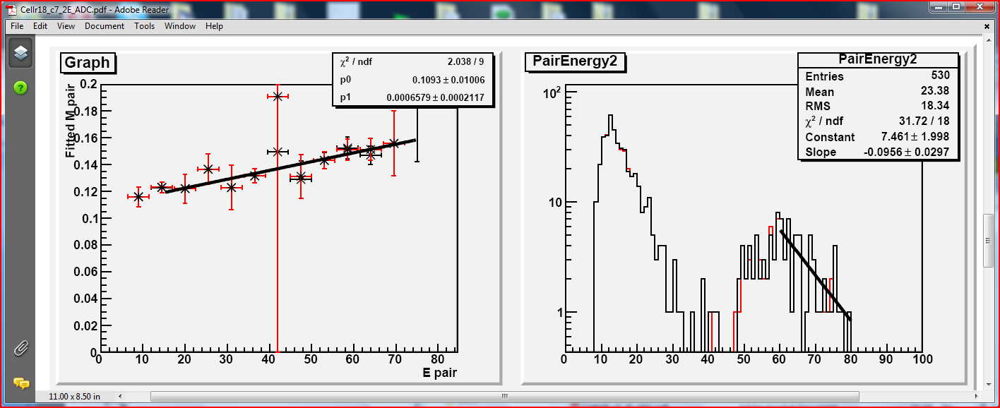 Cellr18_c7_2E_ADC.pdf - Adobe Reader
File Edit View Document Tools Window Help
Graph
χ² / ndf 2.038 / 9
p0 0.1093 ± 0.01006
p1 0.0006579 ± 0.0002117
Fitted M_pair
0.2
0.18
0.16
0.14
0.12
0.1
0.08
0.06
0.04
0.02
0
0 10 20 30 40 50 60 70 80
E pair
PairEnergy2
PairEnergy2
Entries 530
Mean 23.38
RMS 18.34
χ² / ndf 31.72 / 18
Constant 7.461 ± 1.998
Slope -0.0956 ± 0.0297
10²
10
1
0 10 20 30 40 50 60 70 80 90 100
11.00 x 8.50 in